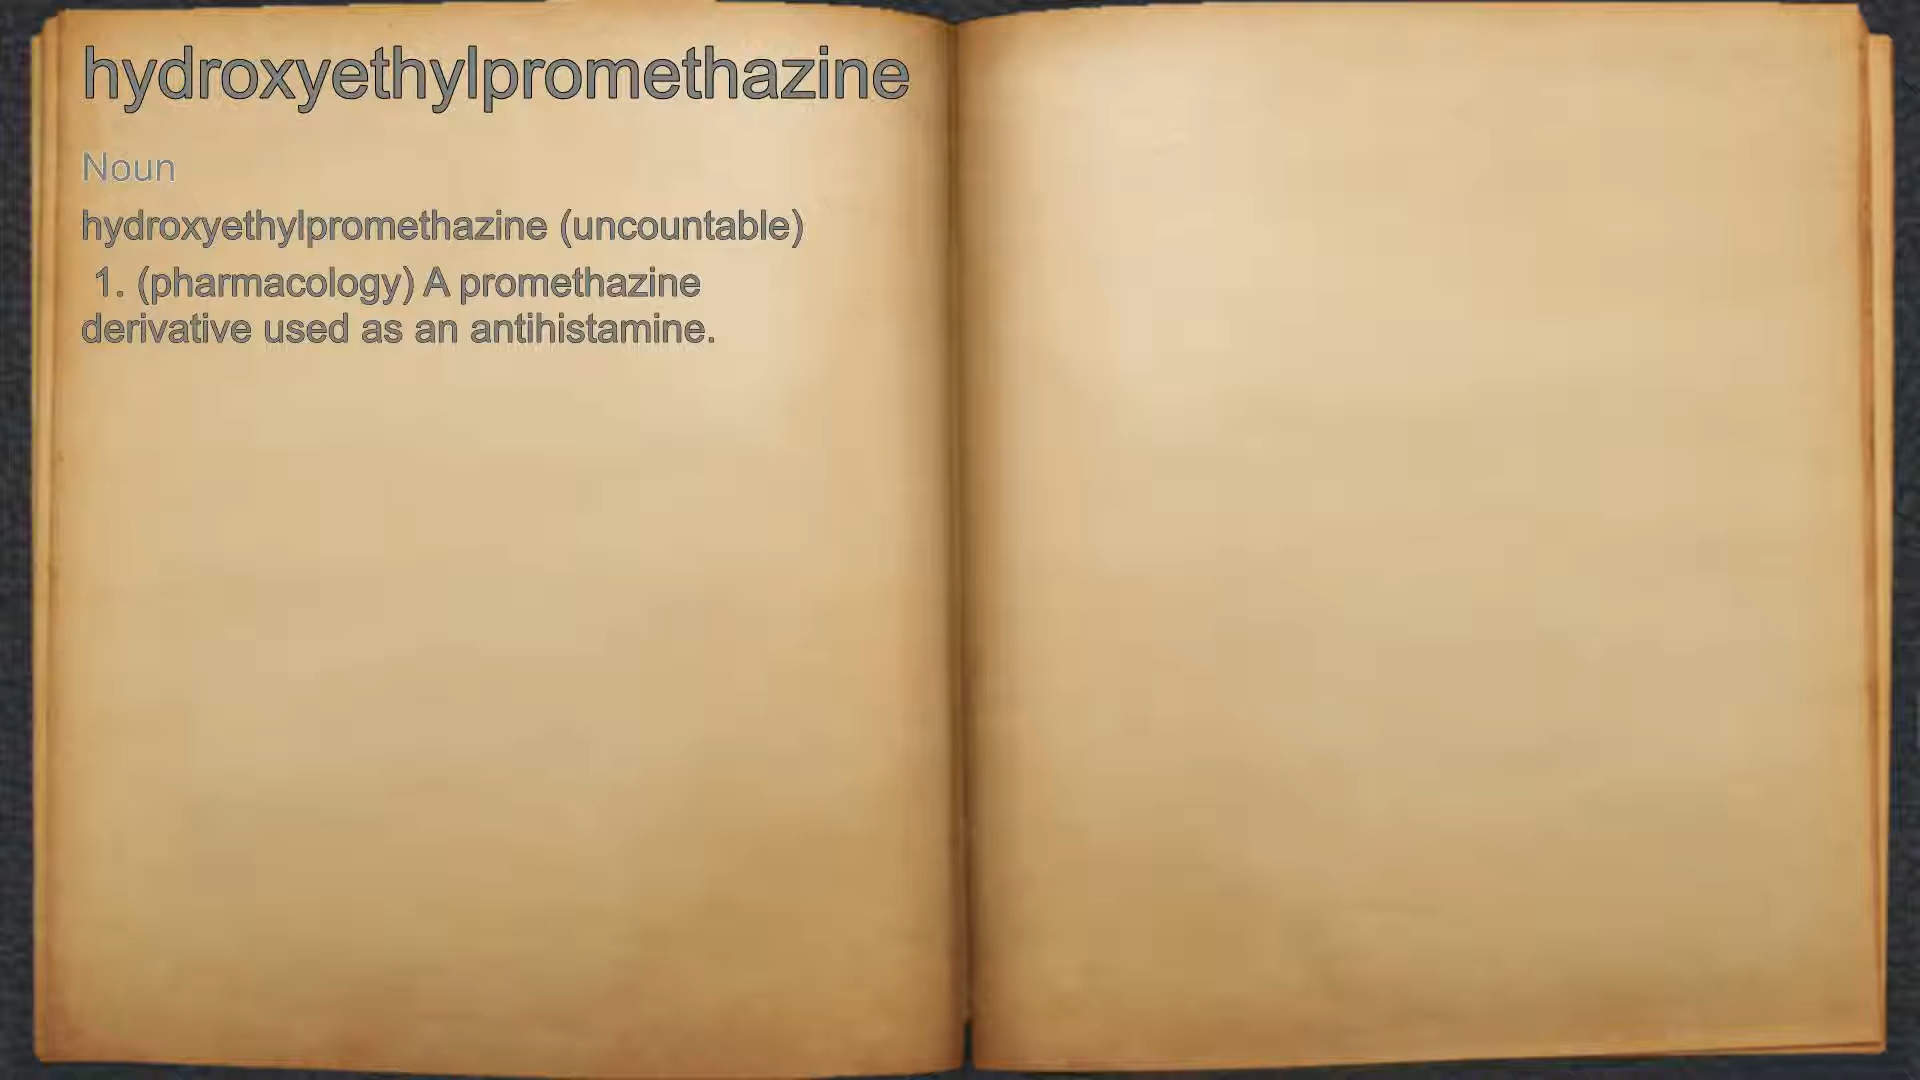 hydroxyethylpromethazine
Noun
hydroxyethylpromethazine (uncountable)
1. (pharmacology) A promethazine
derivative used as an antihistamine.